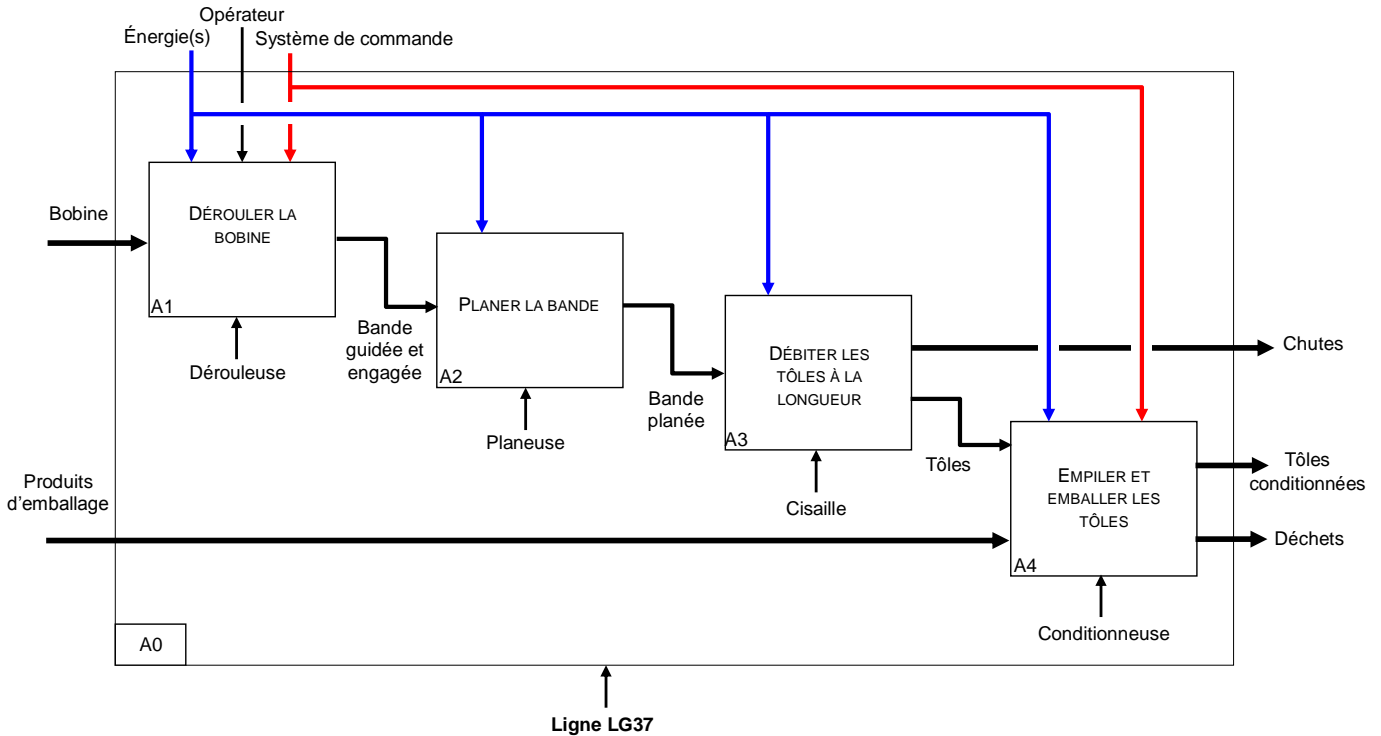 Opérateur
Énergie(s)
Système de commande
Bobine
DÉROULER LA
BOBINE
A1
Dérouleuse
Bande
guidée et
engagée
PLANER LA BANDE
A2
Planeuse
Bande
planée
DÉBITER LES
TÔLES À LA
LONGUEUR
A3
Cisaille
Chutes
Tôles
Produits
d'emballage
EMPILER ET
EMBALLER LES
TÔLES
A4
Conditionneuse
Tôles
conditionnées
Déchets
A0
Ligne LG37